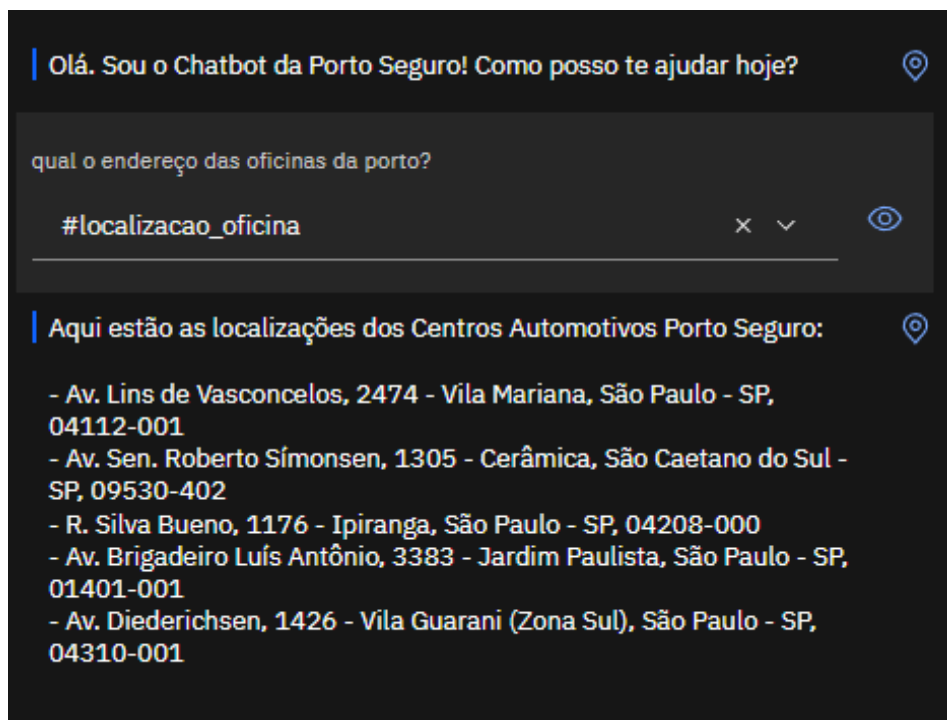 Olá. Sou o Chatbot da Porto Seguro! Como posso te ajudar hoje?
qual o endereço das oficinas da porto?
#localizacao_oficina
Aqui estão as localizações dos Centros Automotivos Porto Seguro:
- Av. Lins de Vasconcelos, 2474 - Vila Mariana, São Paulo - SP,
04112-001
- Av. Sen. Roberto Símonsen, 1305 - Cerâmica, São Caetano do Sul -
SP, 09530-402
- R. Silva Bueno, 1176 - Ipiranga, São Paulo - SP, 04208-000
- Av. Brigadeiro Luís Antônio, 3383 - Jardim Paulista, São Paulo - SP,
01401-001
- Av. Diederichsen, 1426 - Vila Guarani (Zona Sul), São Paulo - SP,
04310-001